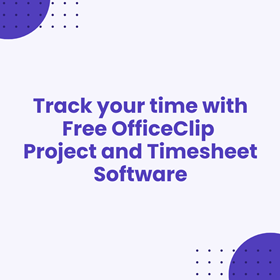 Track your time with
Free OfficeClip
Project and Timesheet
Software